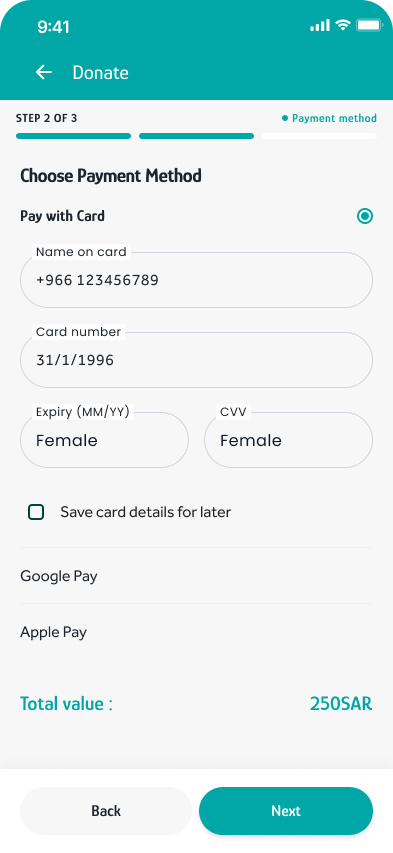 9:41
Donate
STEP 2 OF 3
Payment method
Choose Payment Method
Pay with Card
Name on card
+966 123456789
Card number
31/1/1996
Expiry (MM/YY) CVV
Female Female
Save card details for later
Google Pay
Apple Pay
Total value : 250SAR
Back Next